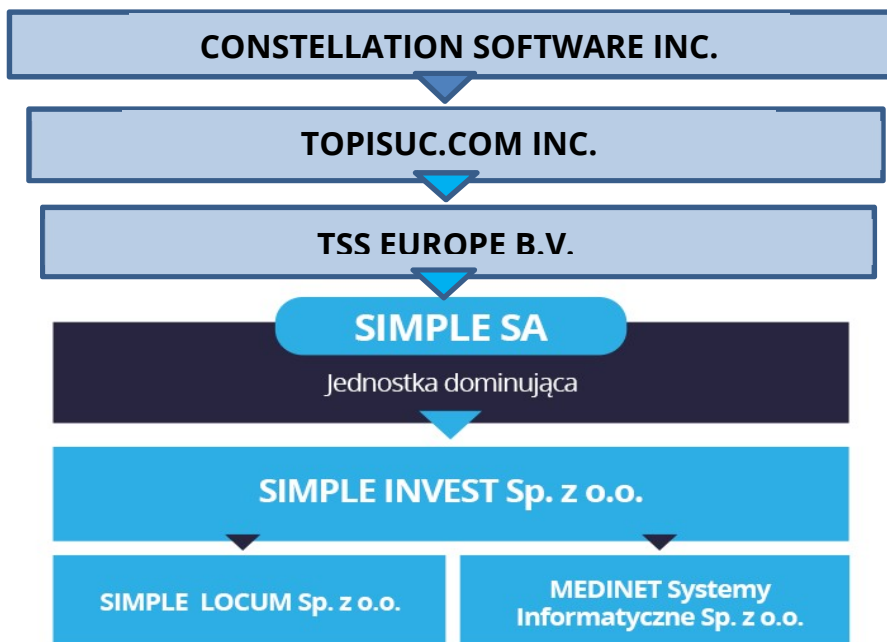 CONSTELLATION SOFTWARE INC.
TOPISUC.COM INC.
TSS EUROPE B.V.
SIMPLE SA
Jednostka dominująca
SIMPLE INVEST Sp. z o.o.
SIMPLE LOCUM Sp. z o.o.
MEDINET Systemy
Informatyczne Sp. z o.o.